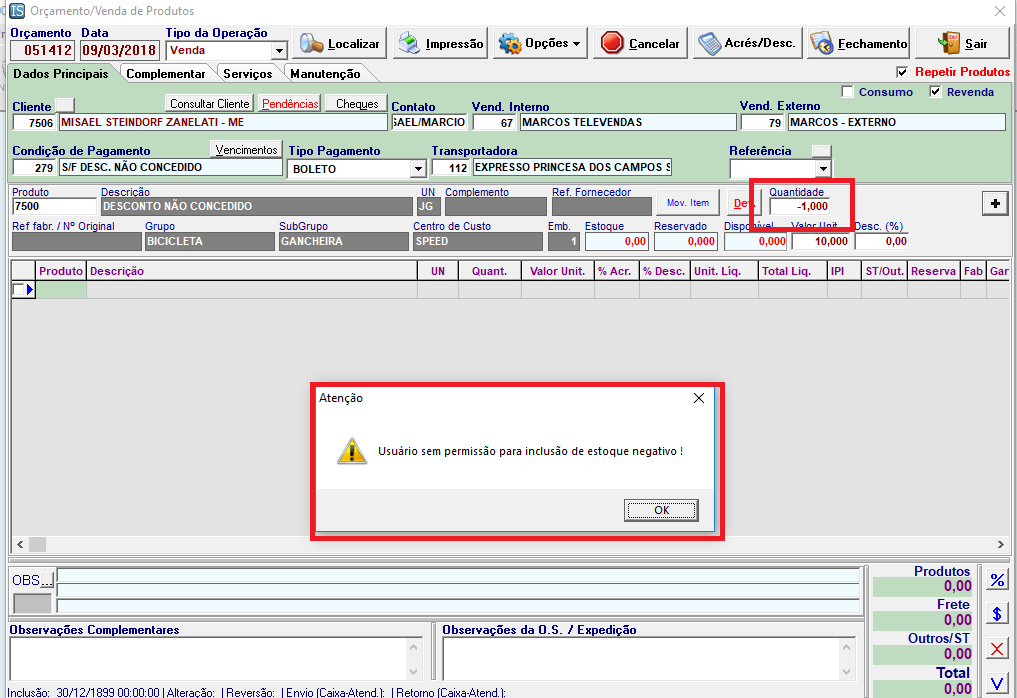 Orçamento/Venda de Produtos
Orçamento Data Tipo da Operação
051412 09/03/2018 Venda Localizar Impressão Opções Cancelar Acrés/Desc. Fechamento Sair
Dados Principais Complementar Serviços Manutenção Repetir Produtos
Consumo Revenda
Cliente Consultar Cliente Pendências Cheques Contato Vend. Interno Vend. Externo
7506 MISAEL STEINDORF ZANELATI - ME SAEL/MARCIO 67 MARCOS TELEVENDAS 79 MARCOS - EXTERNO
Condição de Pagamento Vencimentos Tipo Pagamento Transportadora Referência
279 S/F DESC. NÃO CONCEDIDO BOLETO 112 EXPRESSO PRINCESA DOS CAMPOS S
Produto Descrição UN Complemento Ref. Fornecedor Quantidade
7500 DESCONTO NÃO CONCEDIDO JG Mov. Item -1,000
Ref fabr. / Nº Original Grupo SubGrupo Centro de Custo Emb. Estoque Reservado Disponível Valor Unit. Desc. (%)
BICICLETA GANCHEIRA SPEED 1 0,00 0,000 0,000 10,000 0,00
Produto Descrição UN Quant. Valor Unit. % Acr. % Desc. Unit. Líq. Total Liq. IPI ST/Out. Reserva Fab Gar
Atenção
Usuário sem permissão para inclusão de estoque negativo !
OK
OBS...
Produtos
0,00 %
Frete
0,00 $
Outros/ST
0,00 X
Total
0,00 V
Observações Complementares Observações da O.S. / Expedição
Inclusão: 30/12/1899 00:00:00 | Alteração: | Reversão: | Envio (Caixa-Atend.): | Retorno (Caixa-Atend.):